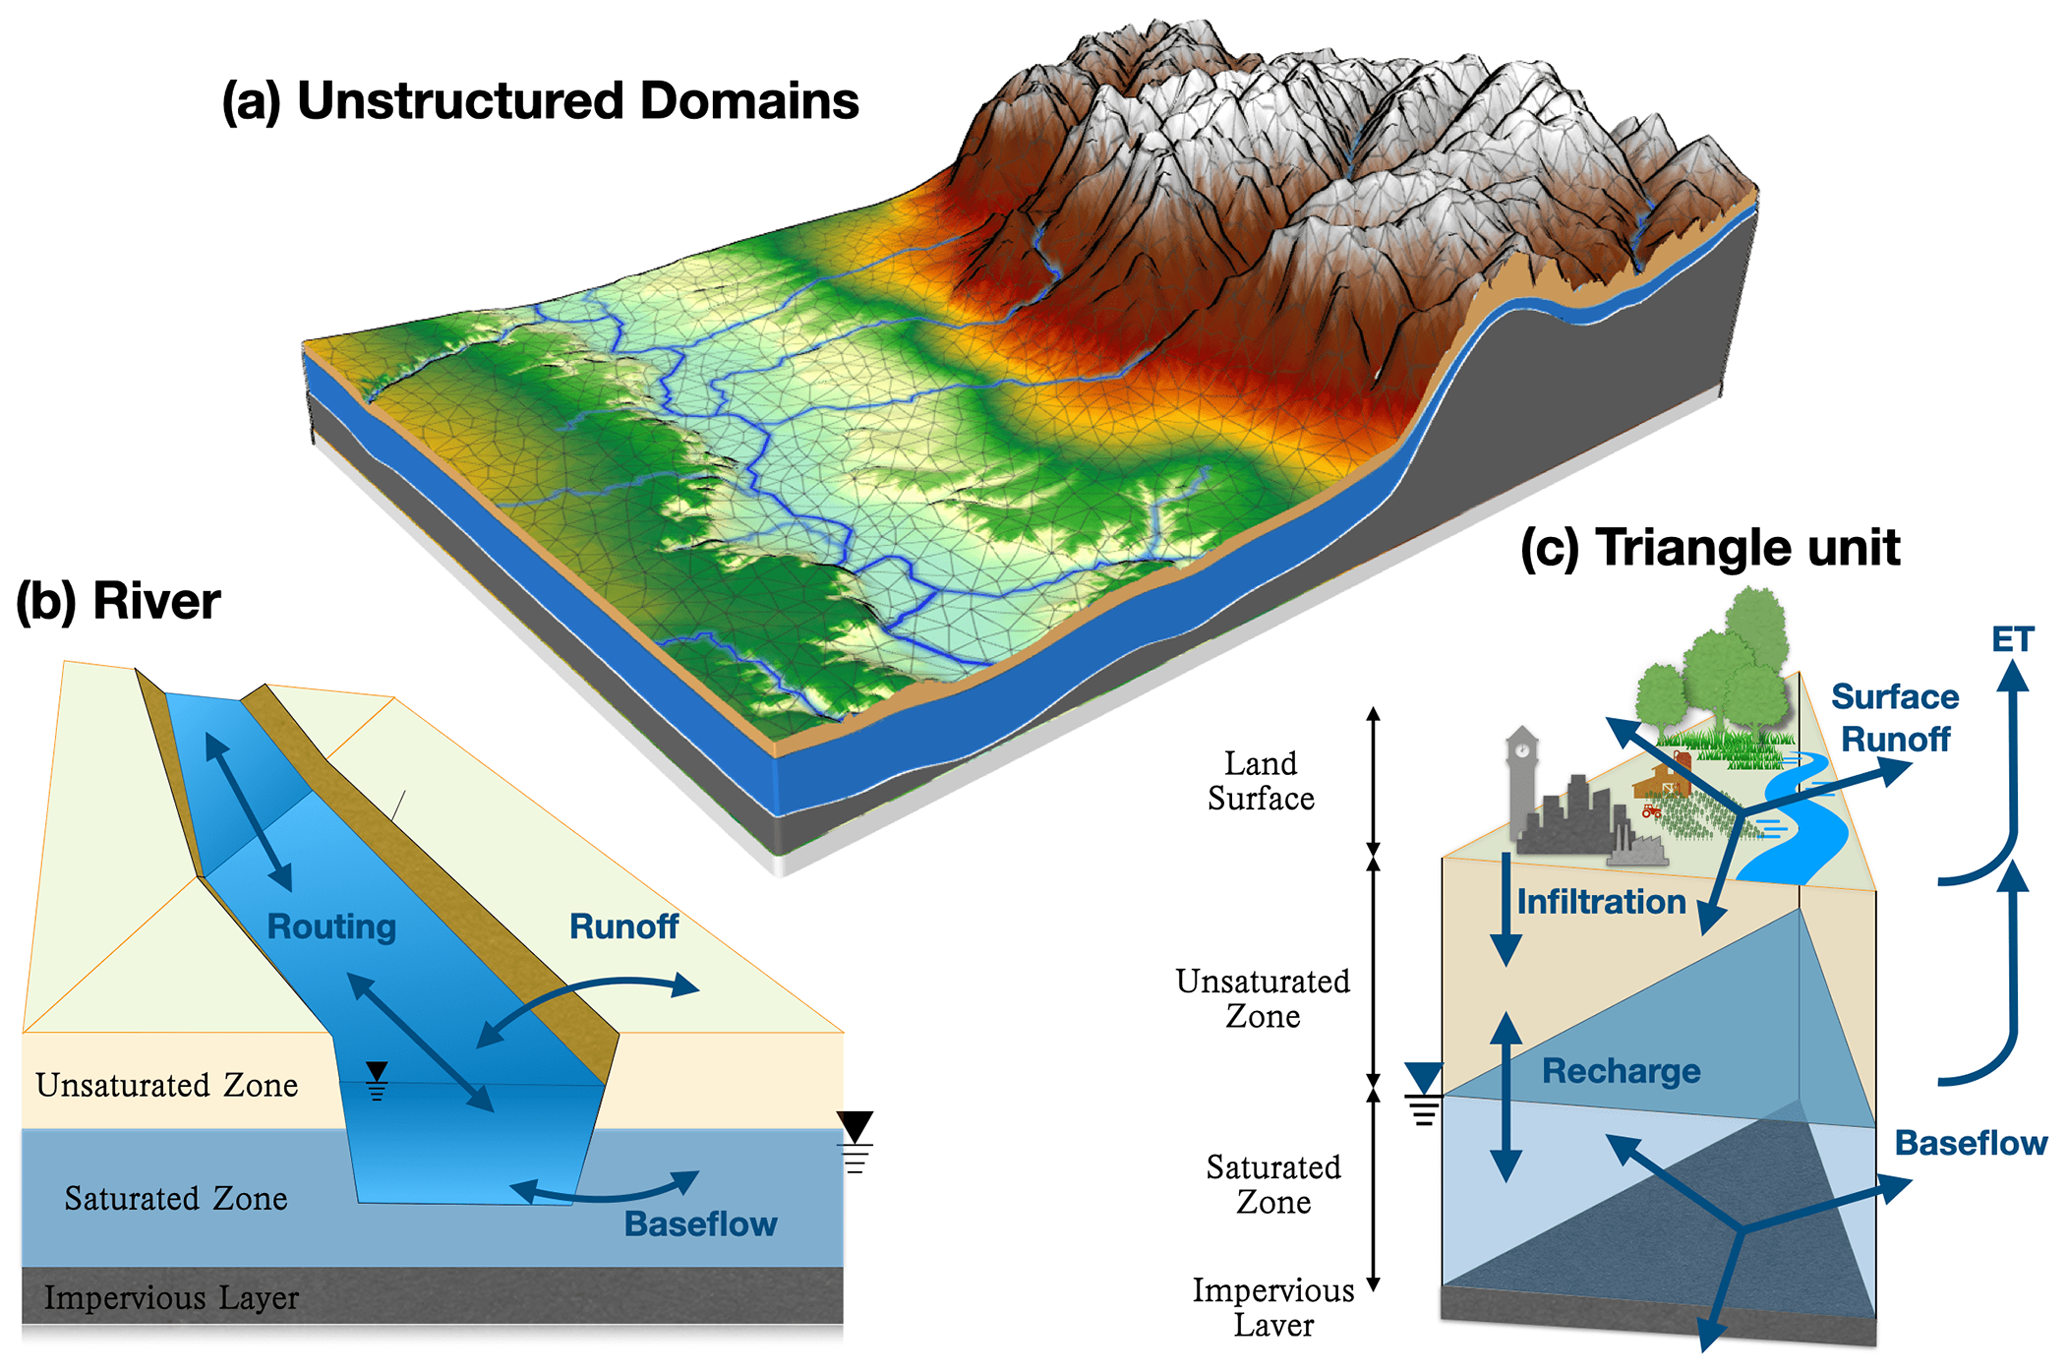 (a) Unstructured Domains
(b) River
Routing
Runoff
Unsaturated Zone
Saturated Zone
Baseflow
Impervious Layer
(c) Triangle unit
ET
Surface
Runoff
Land
Surface
Infiltration
Unsaturated
Zone
Recharge
Baseflow
Saturated
Zone
Impervious
Laver